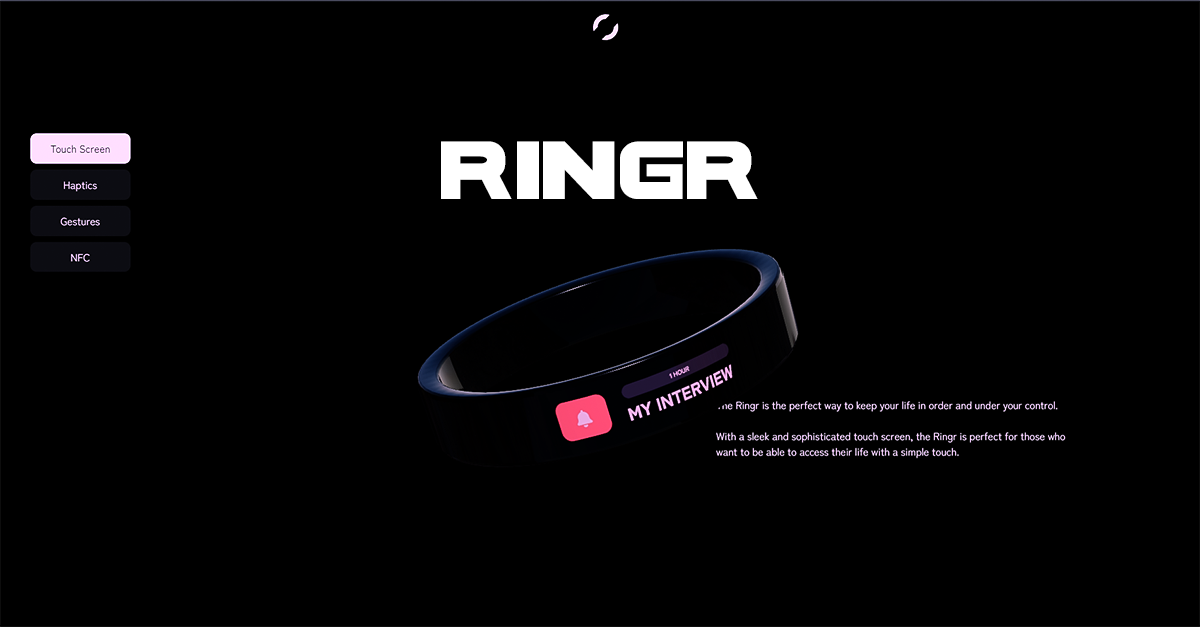 RINGR
Touch Screen
Haptics
Gestures
NFC
1 HOUR
MY INTERVIEW
Ringr is the perfect way to keep your life in order and under your control.
With a sleek and sophisticated touch screen, the Ringr is perfect for those who
want to be able to access their life with a simple touch.